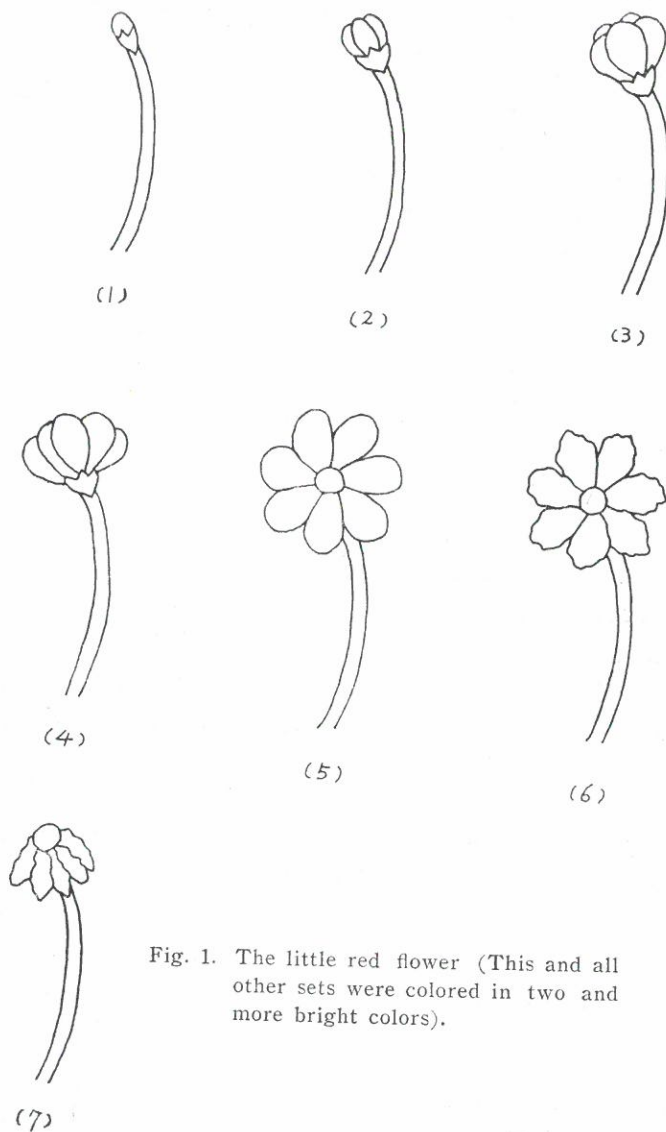 (1)
(2)
(3)
(4)
(5)
(6)
Fig. 1. The little red flower (This and all
other sets were colored in two and
more bright colors).
(7)